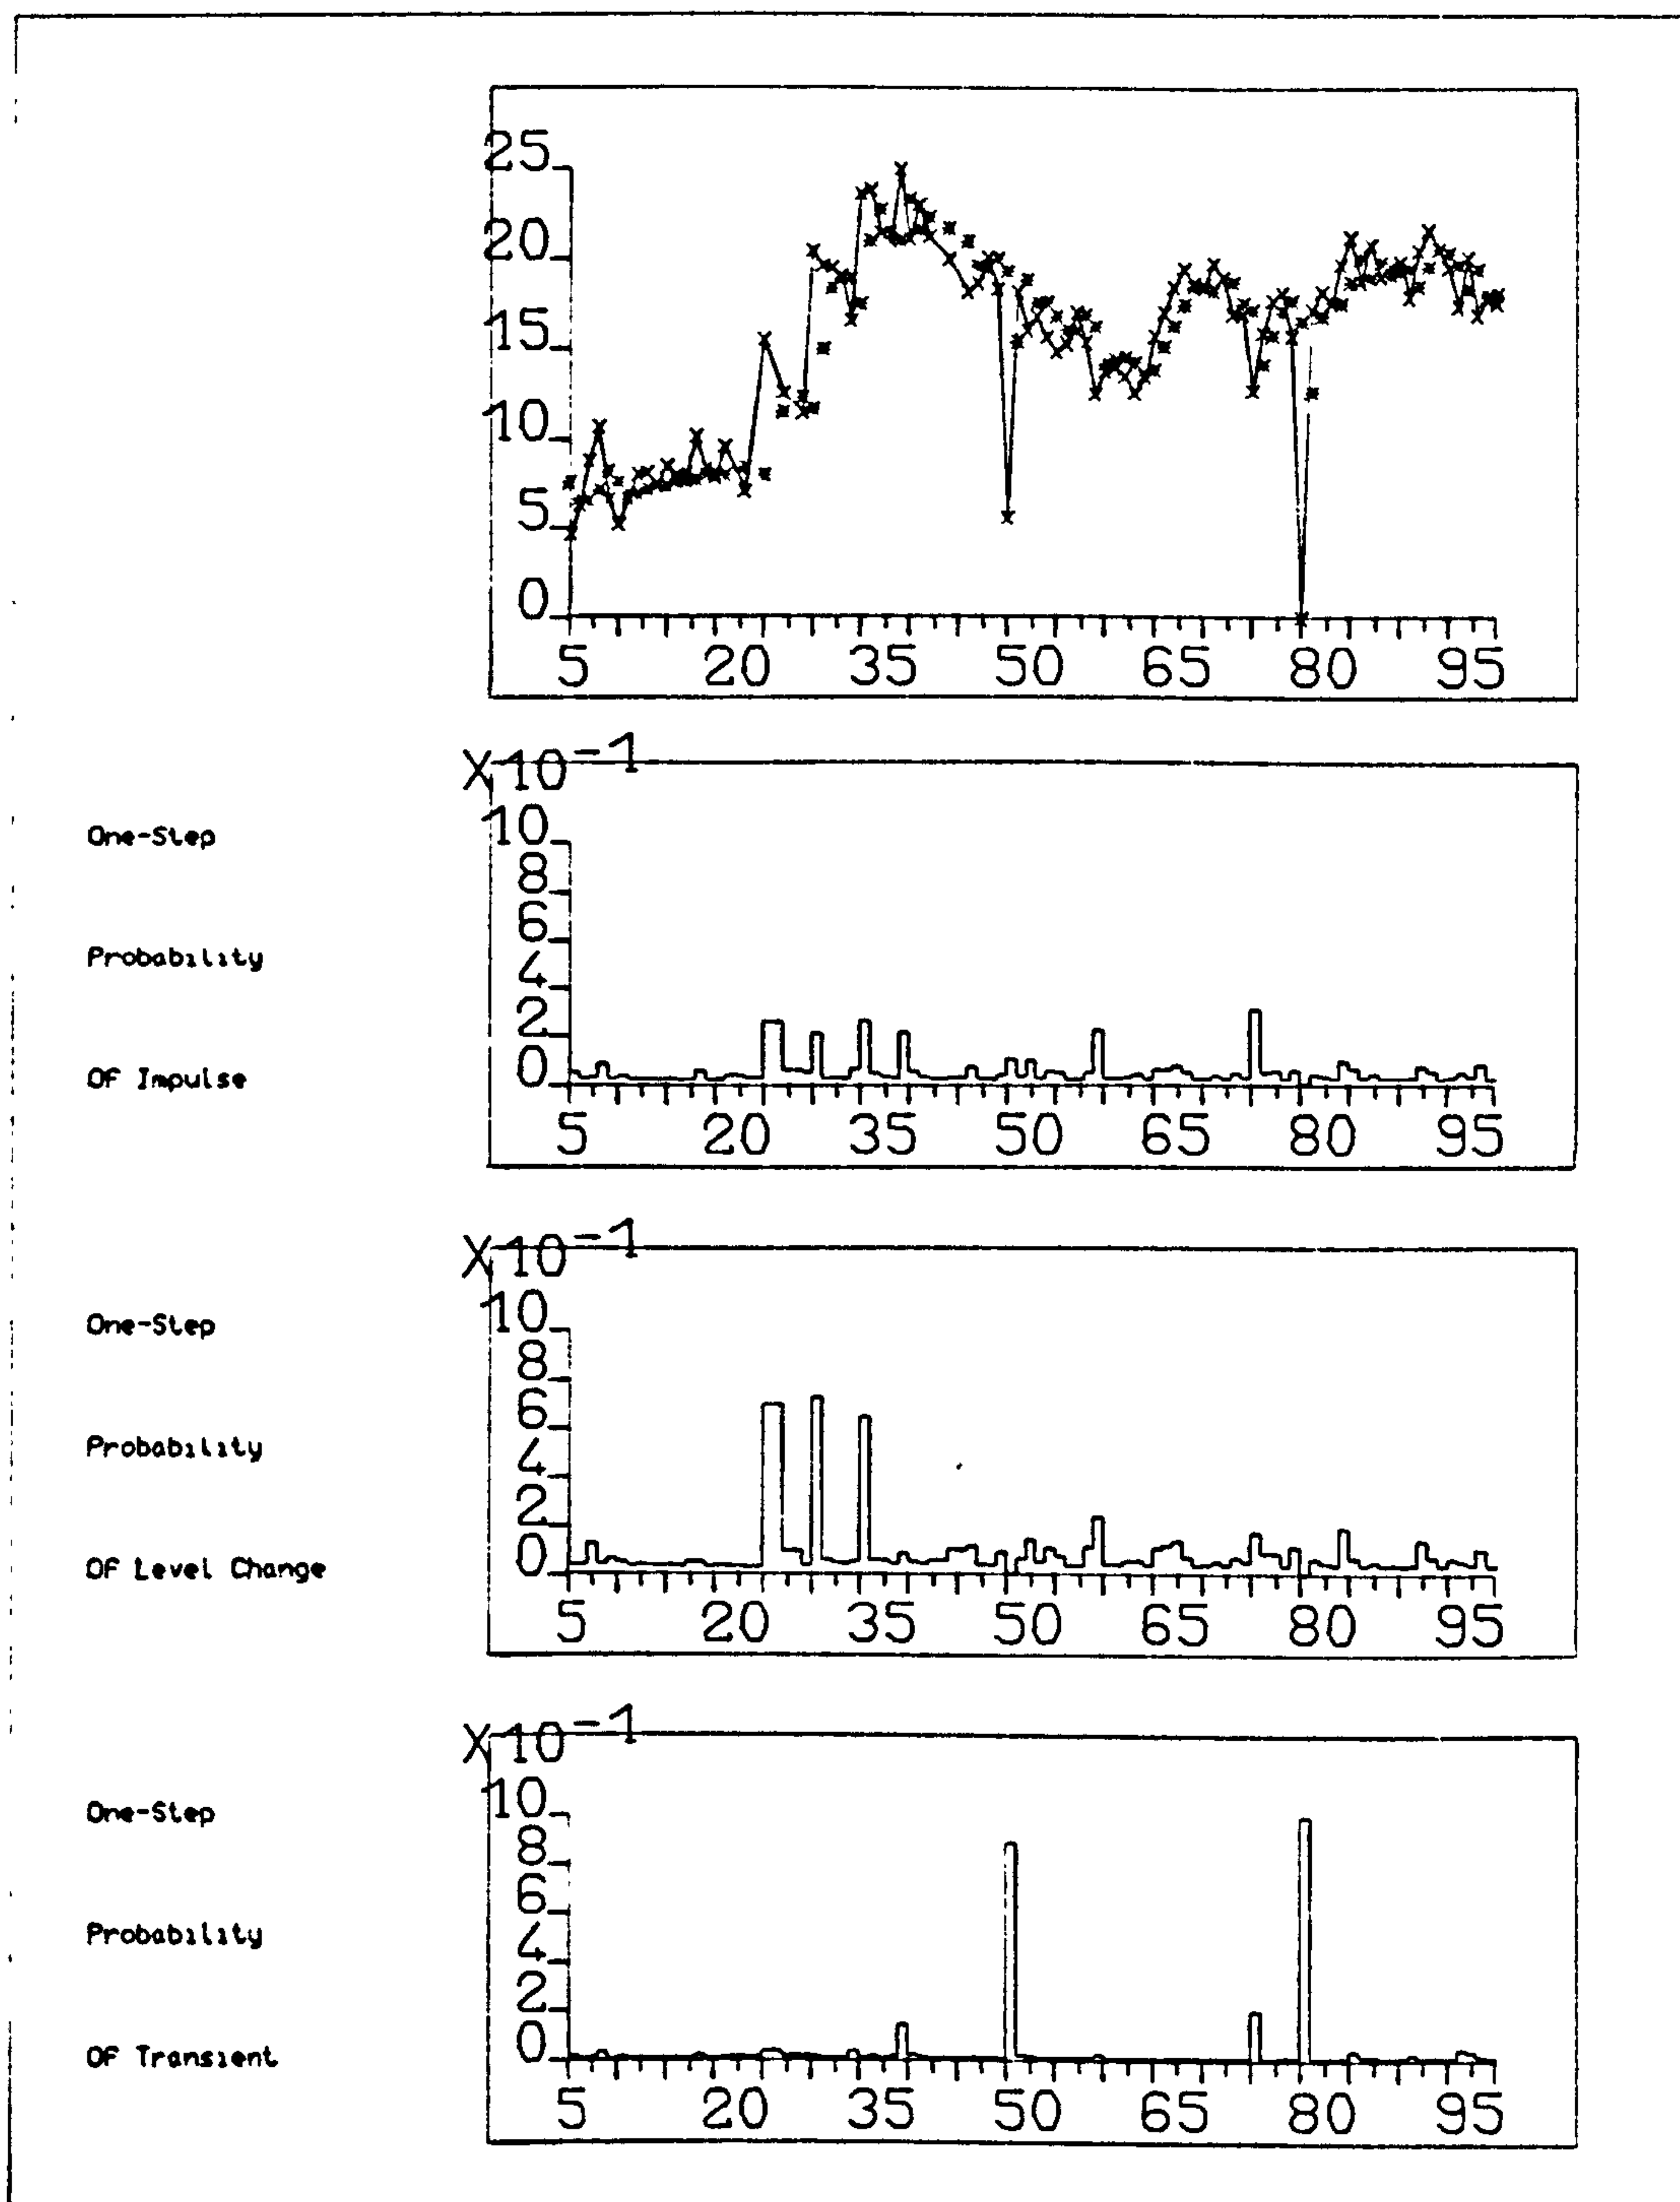 25
20
15
10
5
0
5 20 35 50 65 80 95
X10⁻¹
10
8
6
4
2
0
One-Step
Probability
OF Impulse
5 20 35 50 65 80 95
X10⁻¹
10
8
6
4
2
0
One-Step
Probability
OF Level Change
5 20 35 50 65 80 95
X10⁻¹
10
8
6
4
2
0
One-Step
Probability
OF Transient
5 20 35 50 65 80 95